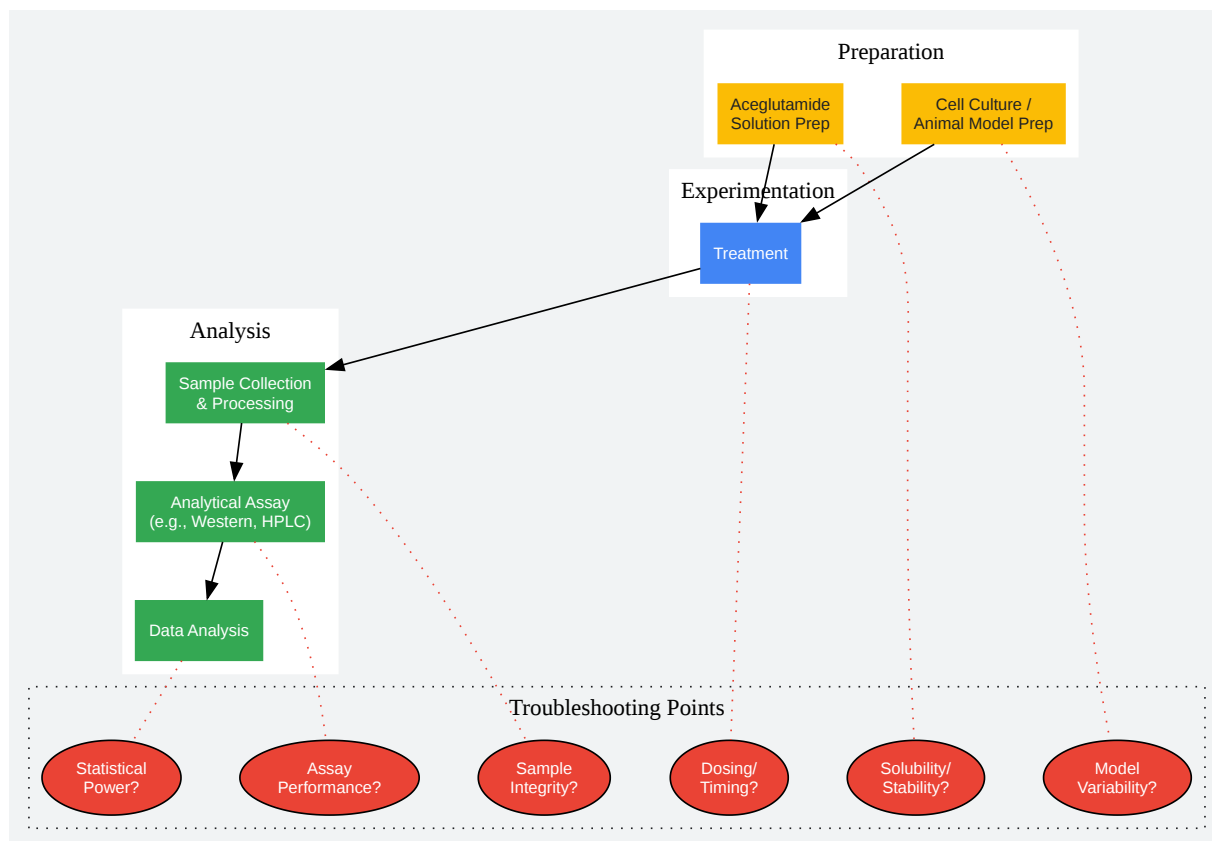 Preparation
Aceglutamide
Solution Prep
Cell Culture /
Animal Model Prep
Experimentation
Treatment
Analysis
Sample Collection
& Processing
Analytical Assay
(e.g., Western, HPLC)
Data Analysis
Troubleshooting Points
Statistical
Power?
Assay
Performance?
Sample
Integrity?
Dosing/
Timing?
Solubility/
Stability?
Model
Variability?